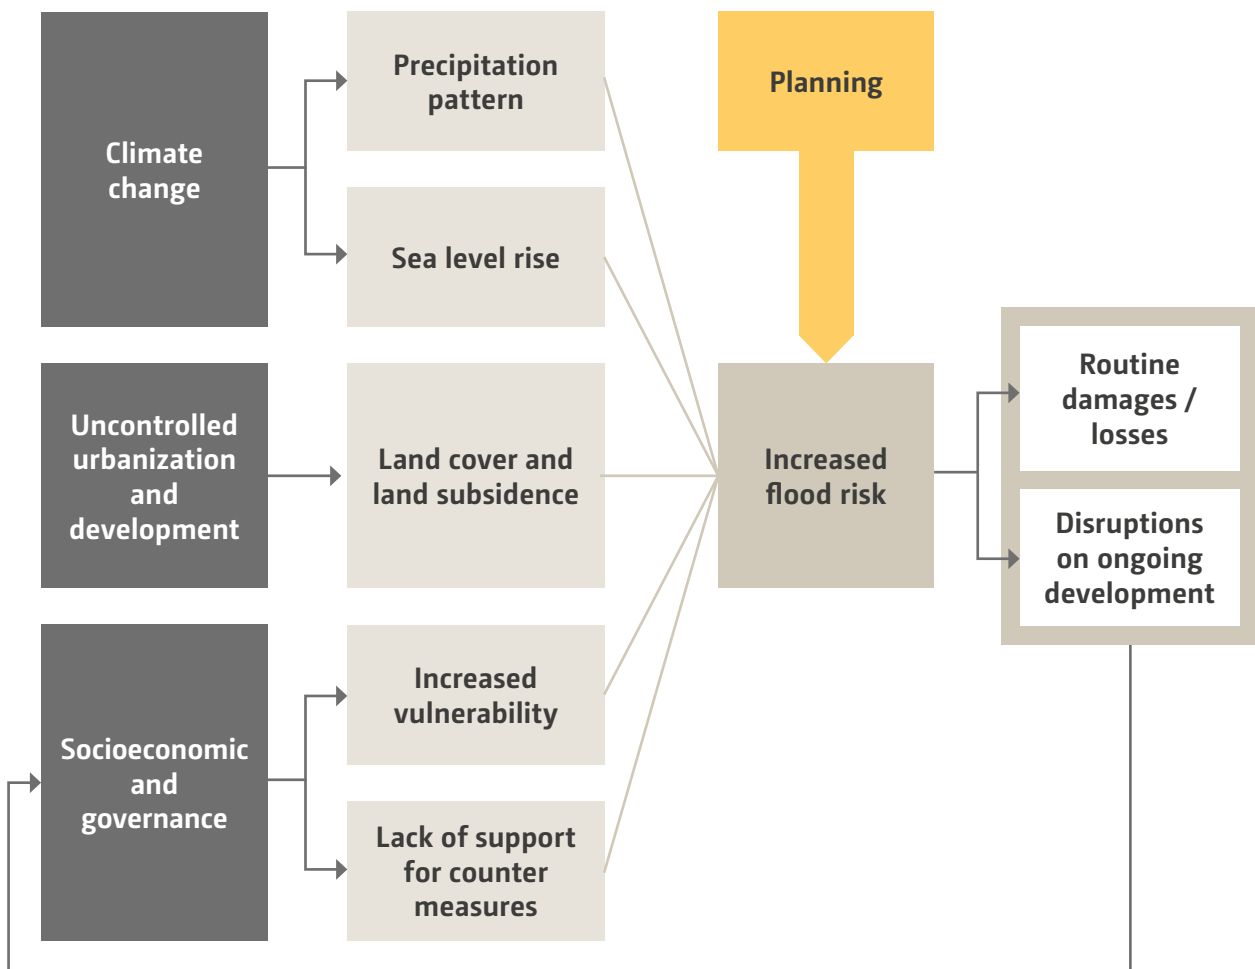 Climate
change
Precipitation
pattern
Sea level rise
Planning
Uncontrolled
urbanization
and
development
Land cover and
land subsidence
Increased
flood risk
Routine
damages /
losses
Disruptions
on ongoing
development
Socioeconomic
and
governance
Increased
vulnerability
Lack of support
for counter
measures